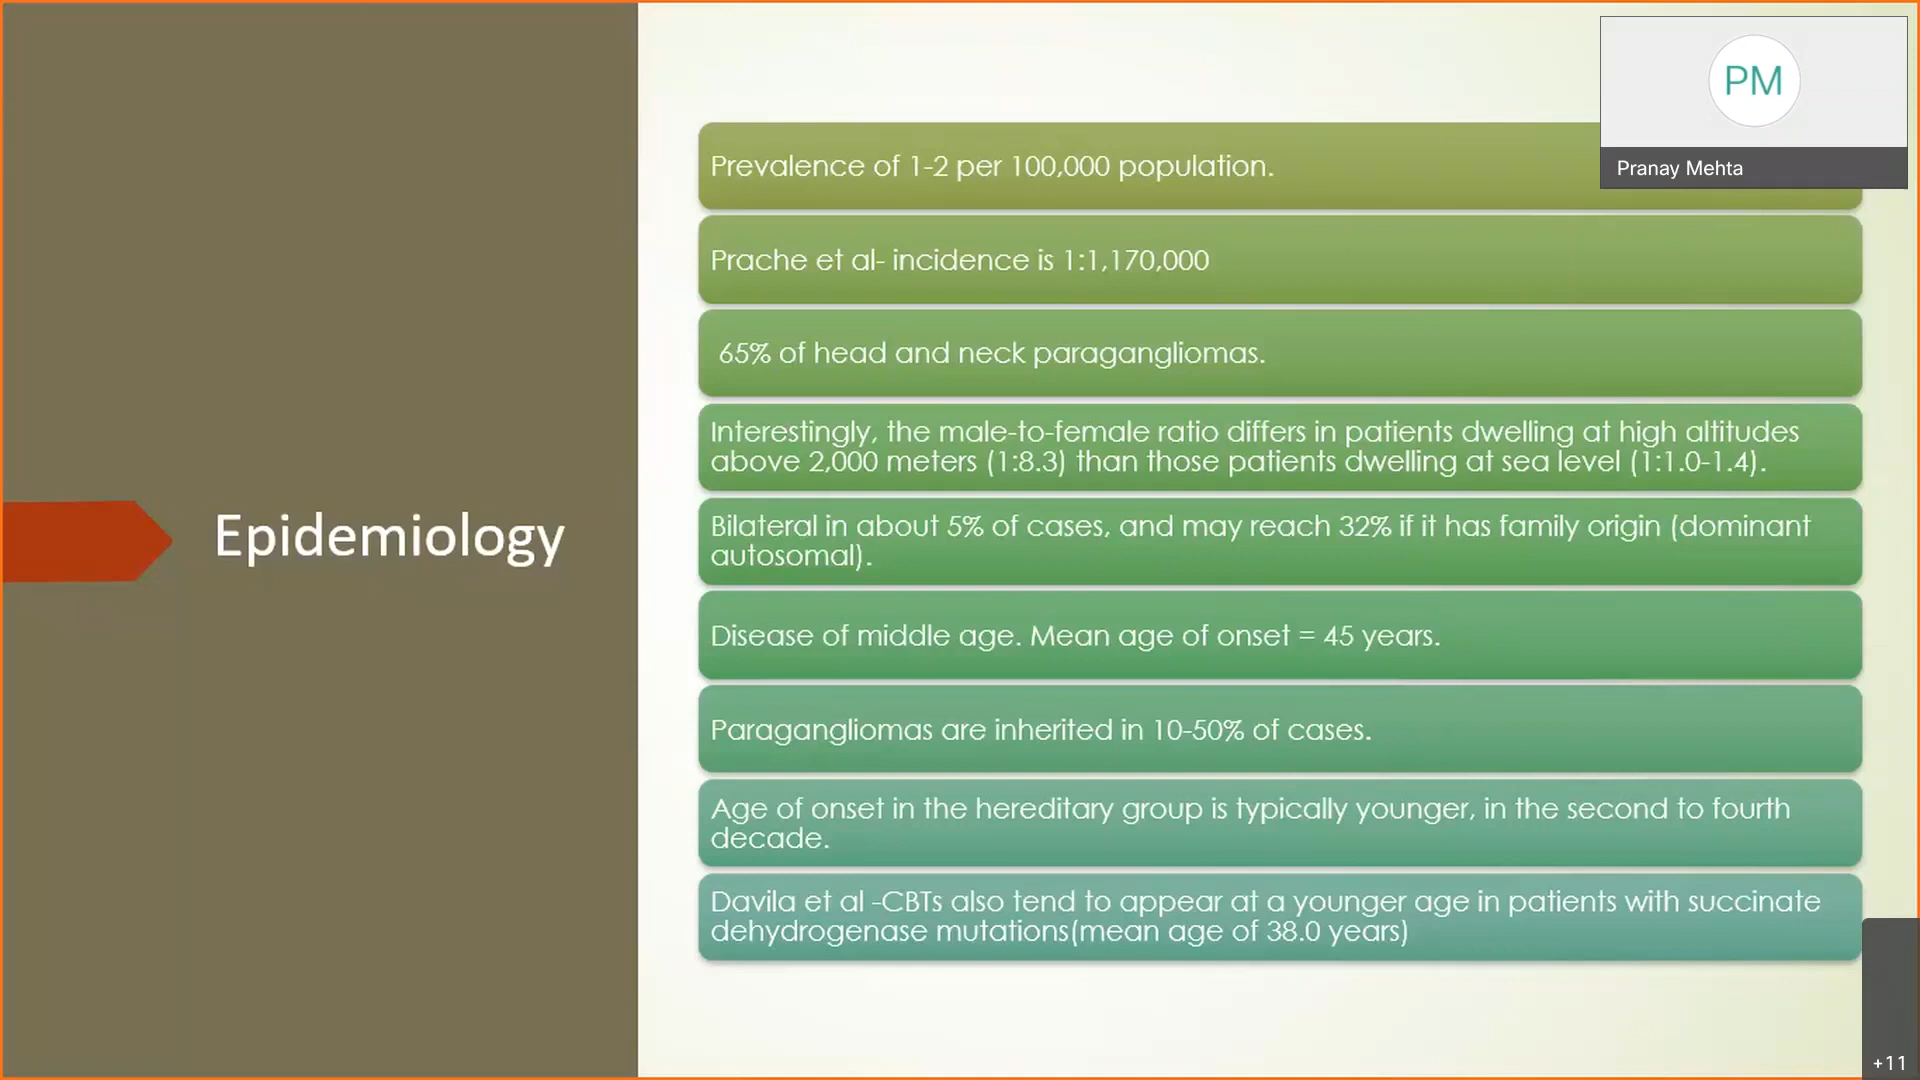 PM
Pranay Mehta
Prevalence of 1-2 per 100,000 population.
Prache et al- incidence is 1:1,170,000
65% of head and neck paragangliomas.
Interestingly, the male-to-female ratio differs in patients dwelling at high altitudes
above 2,000 meters (1:8.3) than those patients dwelling at sea level (1:1.0-1.4).
Epidemiology
Bilateral in about 5% of cases, and may reach 32% if it has family origin (dominant
autosomal).
Disease of middle age. Mean age of onset = 45 years.
Paragangliomas are inherited in 10-50% of cases.
Age of onset in the hereditary group is typically younger, in the second to fourth
decade.
Davila et al -CBTs also tend to appear at a younger age in patients with succinate
dehydrogenase mutations(mean age of 38.0 years)
+11